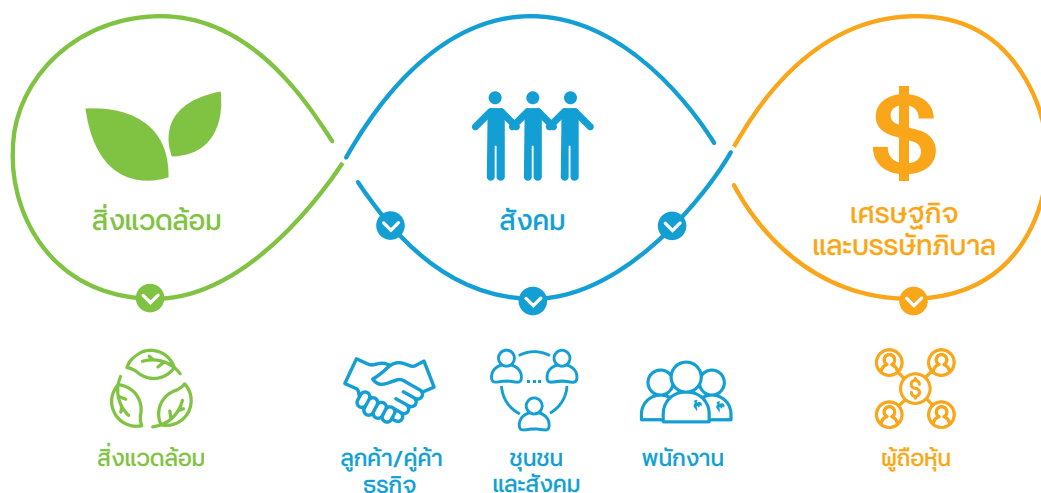 สิ่งแวดล้อม
สังคม
$
เศรษฐกิจ
และบรรษัทภิบาล
สิ่งแวดล้อม
ลูกค้า/คู่ค้า
ธุรกิจ
...
ชุมชน
และสังคม
พนักงาน
$
ผู้ถือหุ้น